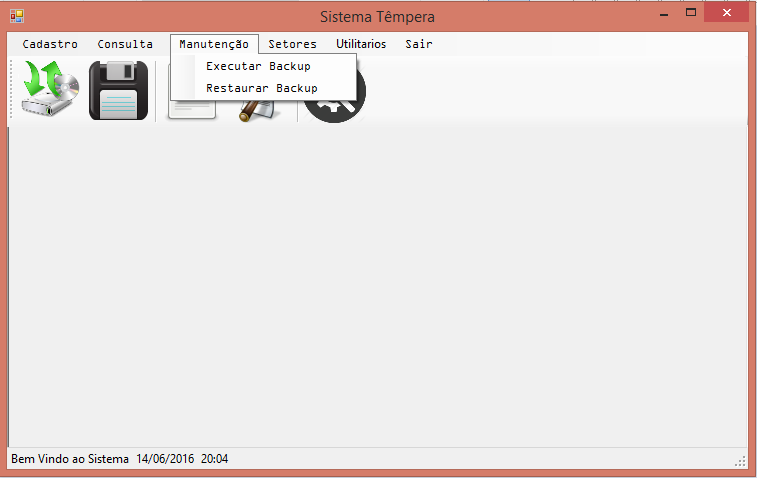 Sistema Têmpera
Cadastro Consulta Manutenção Setores Utilitarios Sair
Executar Backup
Restaurar Backup
Bem Vindo ao Sistema 14/06/2016 20:04